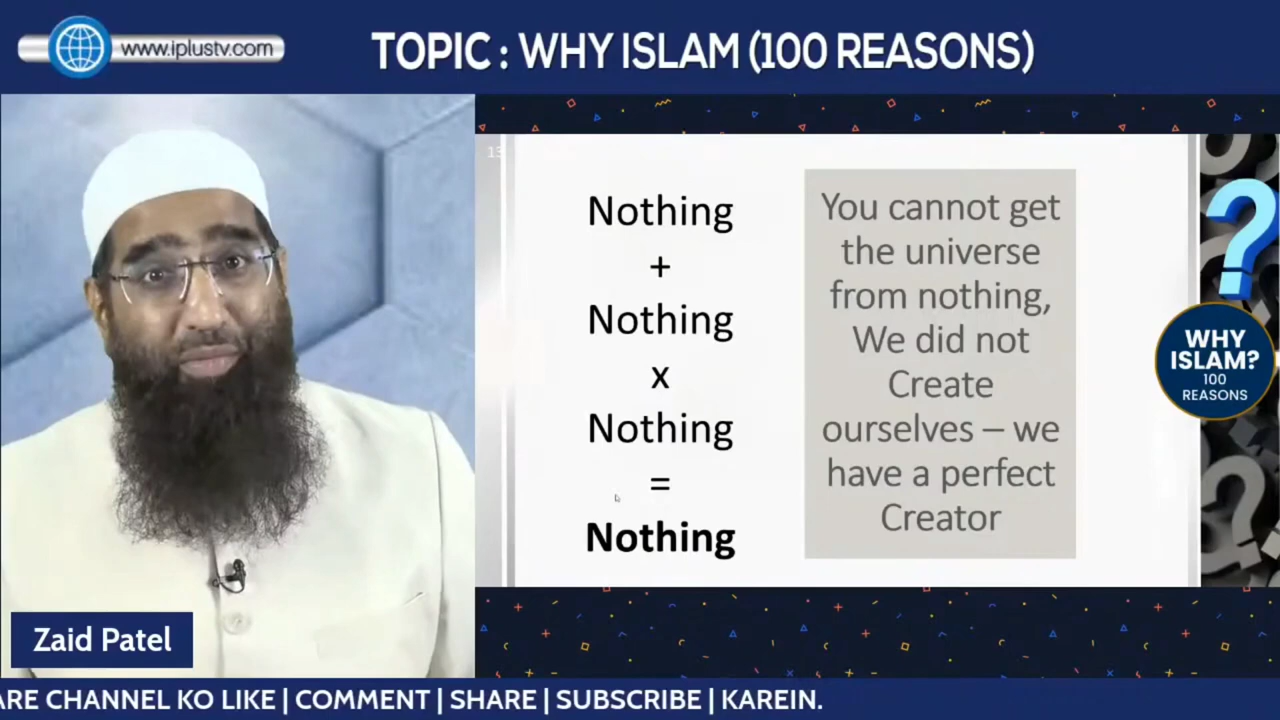 www.iplustv.com
TOPIC : WHY ISLAM (100 REASONS)
13
Nothing
+
Nothing
x
Nothing
=
Nothing
You cannot get
the universe
from nothing,
We did not
Create
ourselves – we
have a perfect
Creator
WHY
ISLAM?
100
REASONS
Zaid Patel
ARE CHANNEL KO LIKE | COMMENT | SHARE | SUBSCRIBE | KAREIN.